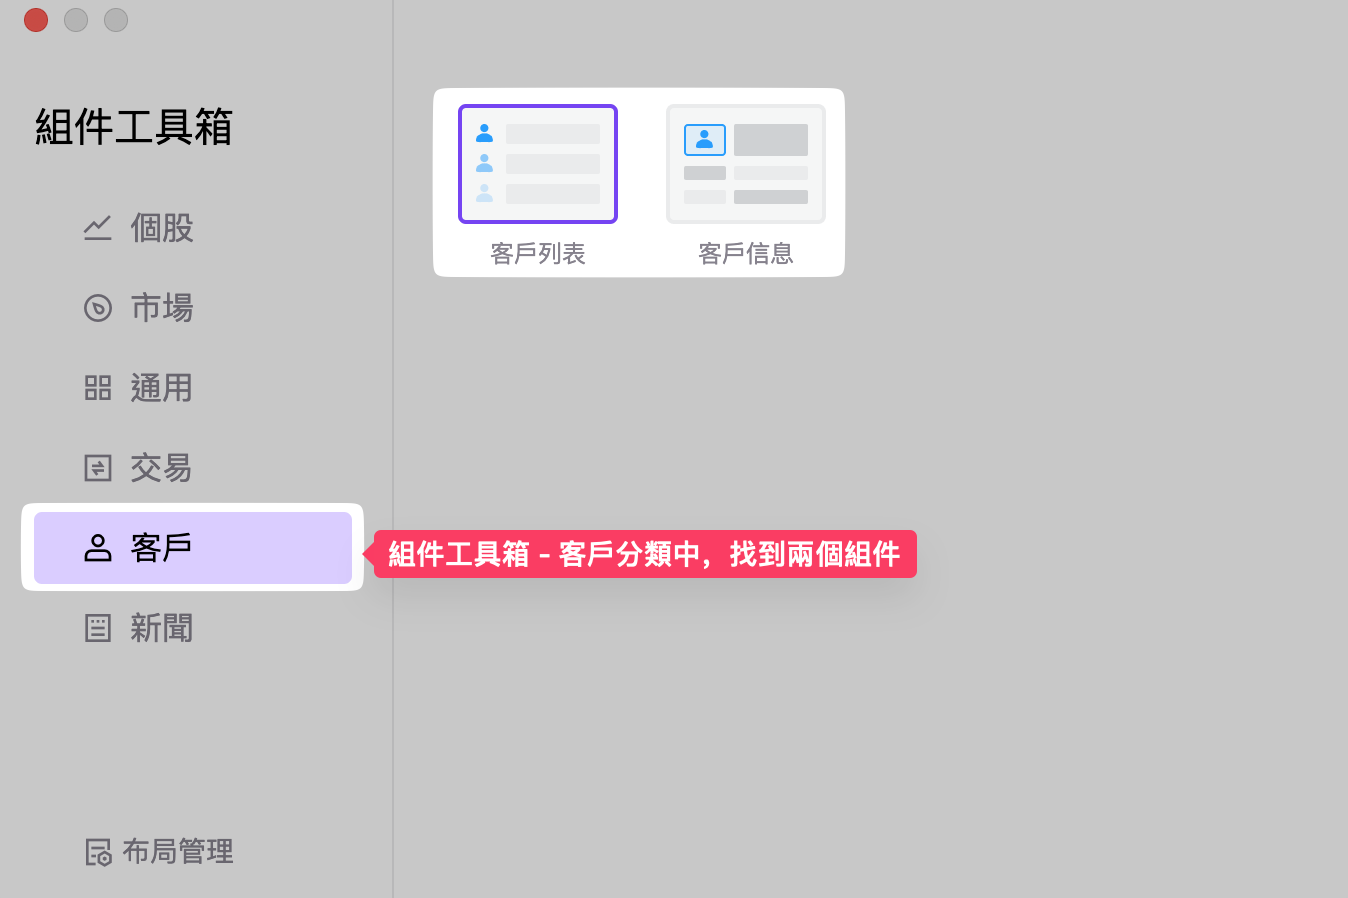 組件工具箱
個股
市場
通用
交易
客戶
新聞
布局管理
客戶列表
客戶信息
組件工具箱 - 客戶分類中，找到兩個組件